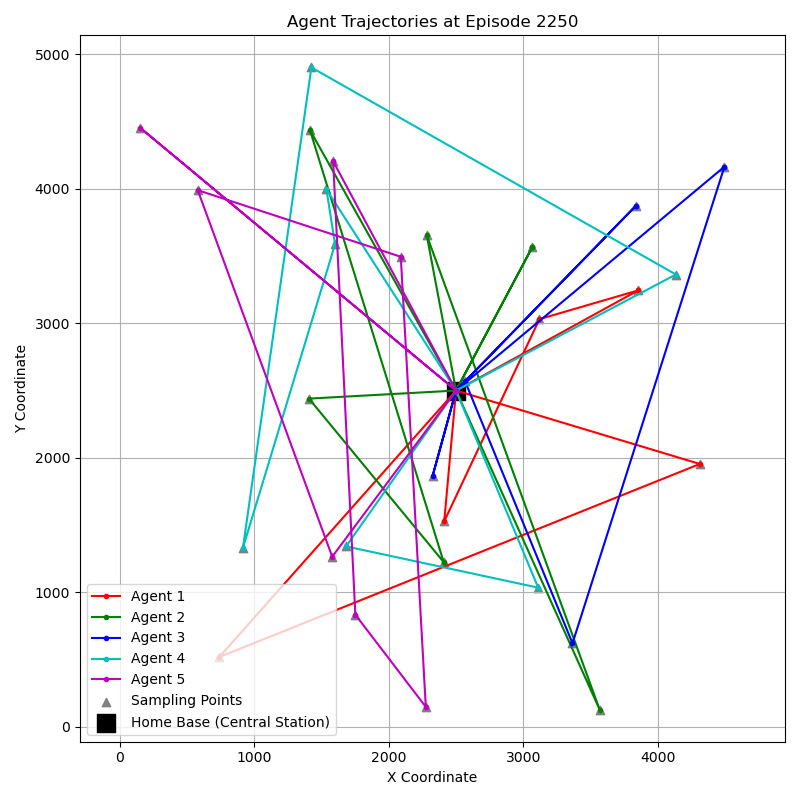 Agent Trajectories at Episode 2250
Y Coordinate
5000
4000
3000
2000
1000
0
Agent 1
Agent 2
Agent 3
Agent 4
Agent 5
Sampling Points
Home Base (Central Station)
0 1000 2000 3000 4000
X Coordinate